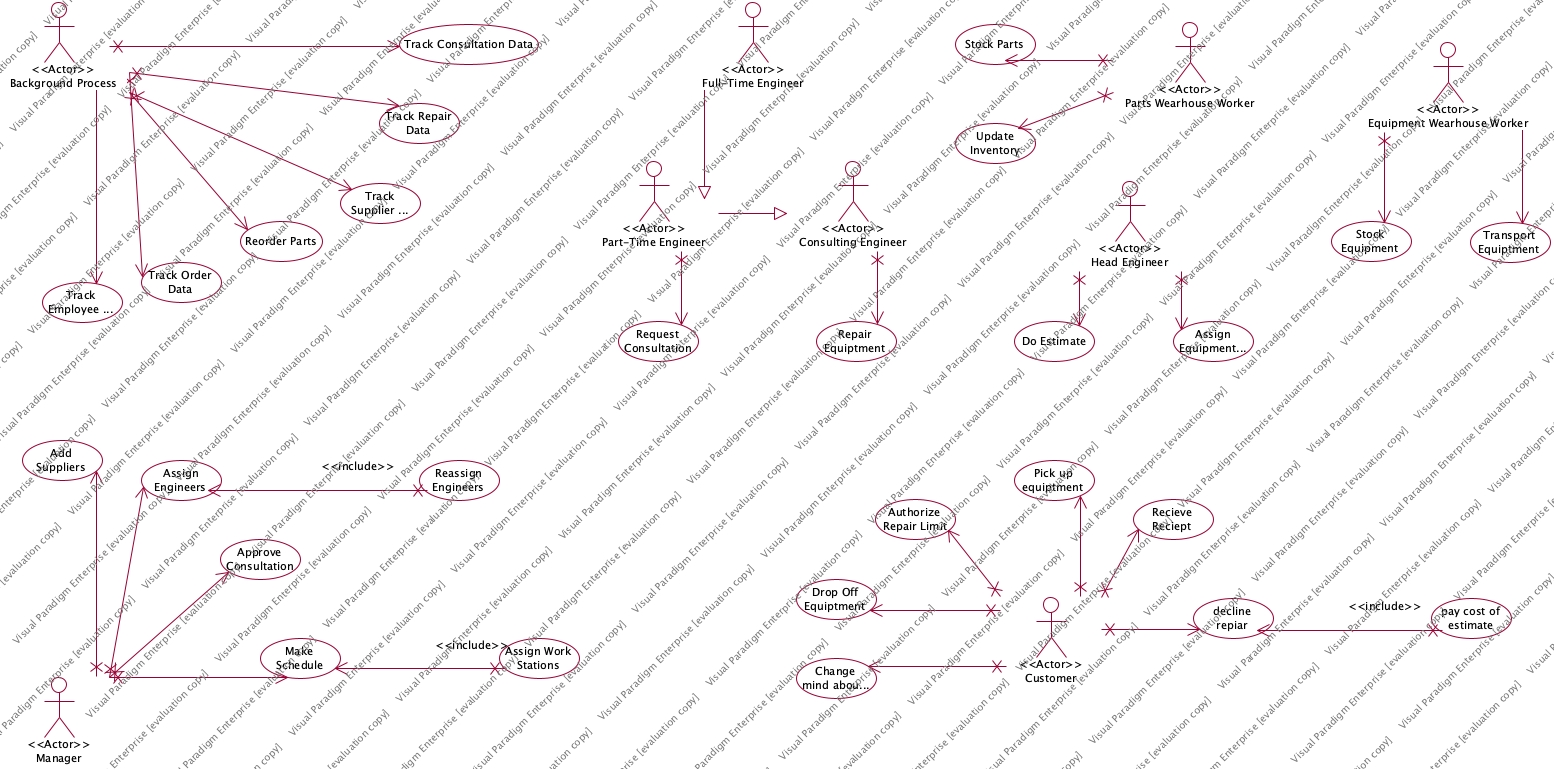 Track Consultation Data
<<Actor>>
Background Process
Track Repair
Data
Track
Supplier ...
Reorder Parts
Track Order
Data
Track
Employee ...
<<Actor>>
Full-Time Engineer
<<Actor>>
Part-Time Engineer
<<Actor>>
Consulting Engineer
Request
Consultation
Repair
Equiptment
Stock Parts
<<Actor>>
Parts Wearhouse Worker
Update
Inventory
<<Actor>>
Head Engineer
Do Estimate
Assign
Equipment...
<<Actor>>
Equipment Wearhouse Worker
Stock
Equipment
Transport
Equiptment
Add
Suppliers
Assign
Engineers
<<include>>
Reassign
Engineers
Approve
Consultation
Make
Schedule
<<include>>
Assign Work
Stations
<<Actor>>
Manager
Pick up
equiptment
Authorize
Repair Limit
Recieve
Reciept
Drop Off
Equiptment
Change
mind abou...
<<Actor>>
Customer
decline
repiar
<<include>>
pay cost of
estimate
Visual Paradigm Enterprise [evaluation copy]